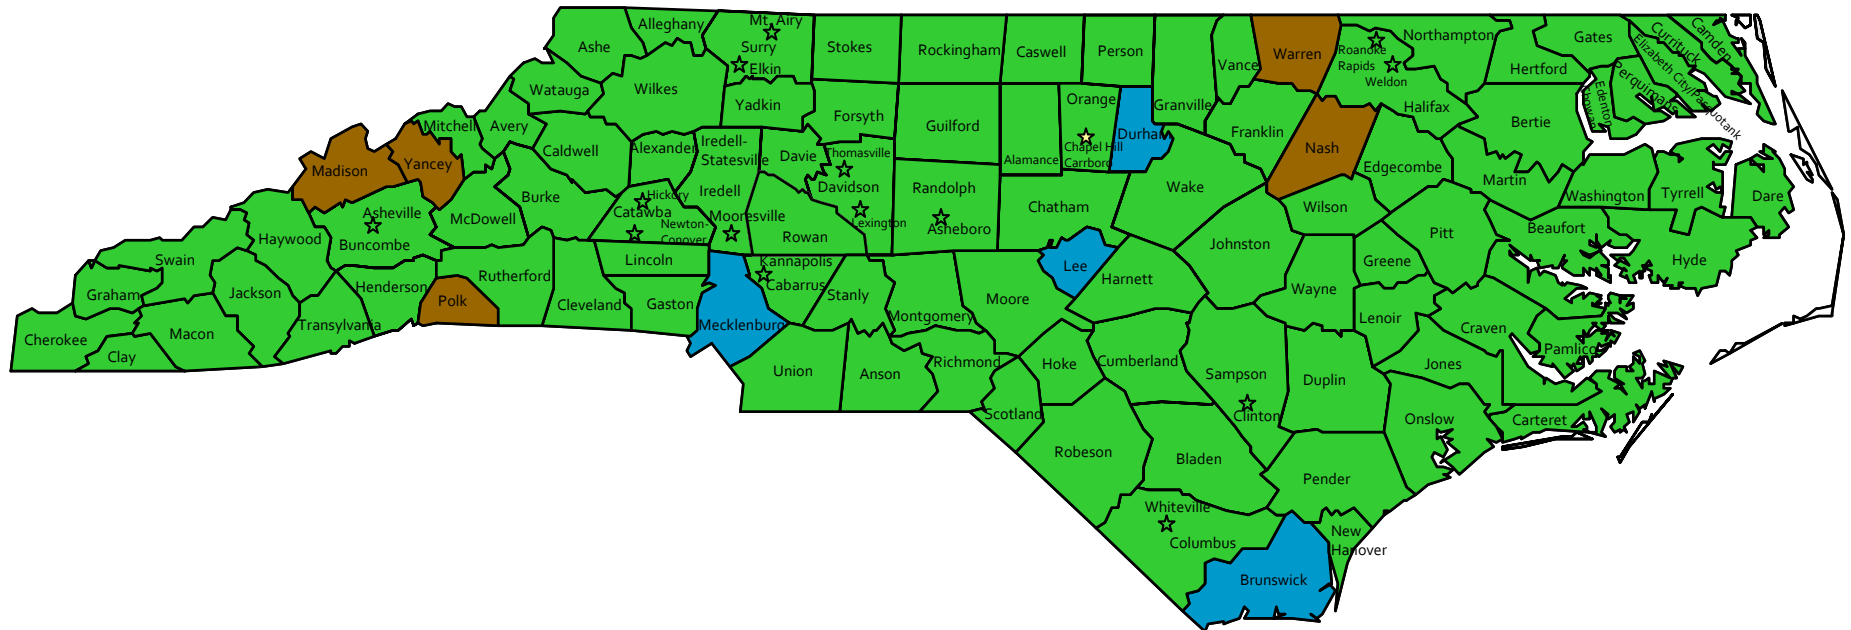 Alleghany
Mt. Airy
Ashe
Surry
Elkin
Stokes
Rockingham
Caswell
Person
Vance
Warren
Roanoke
Rapids
Weldon
Northampton
Gates
Currituck
Camden
Elizabeth City/Pasquotank
Perquimans
Hertford
Watauga
Wilkes
Yadkin
Forsyth
Guilford
Orange
Granville
Halifax
Edenton
Chowan
Bertie
Mitchell
Avery
Caldwell
Alexander
Iredell-
Statesville
Davie
Thomasville
Alamance
Chapel Hill
Carrboro
Durham
Franklin
Nash
Edgecombe
Madison
Yancey
Burke
Iredell
Davidson
Randolph
Wake
Martin
Washington
Tyrrell
Dare
Hickory
Catawba
Newton-
Conover
Mooresville
Lexington
Asheboro
Chatham
Wilson
Asheville
Buncombe
McDowell
Rowan
Johnston
Pitt
Beaufort
Hyde
Haywood
Swain
Lincoln
Kannapolis
Cabarrus
Lee
Harnett
Greene
Graham
Jackson
Henderson
Rutherford
Polk
Cleveland
Gaston
Stanly
Moore
Wayne
Cherokee
Clay
Macon
Transylvania
Mecklenburg
Montgomery
Lenoir
Craven
Pamlico
Union
Anson
Richmond
Hoke
Cumberland
Sampson
Clinton
Duplin
Jones
Scotland
Onslow
Carteret
Robeson
Bladen
Pender
Whiteville
Columbus
New
Hanover
Brunswick